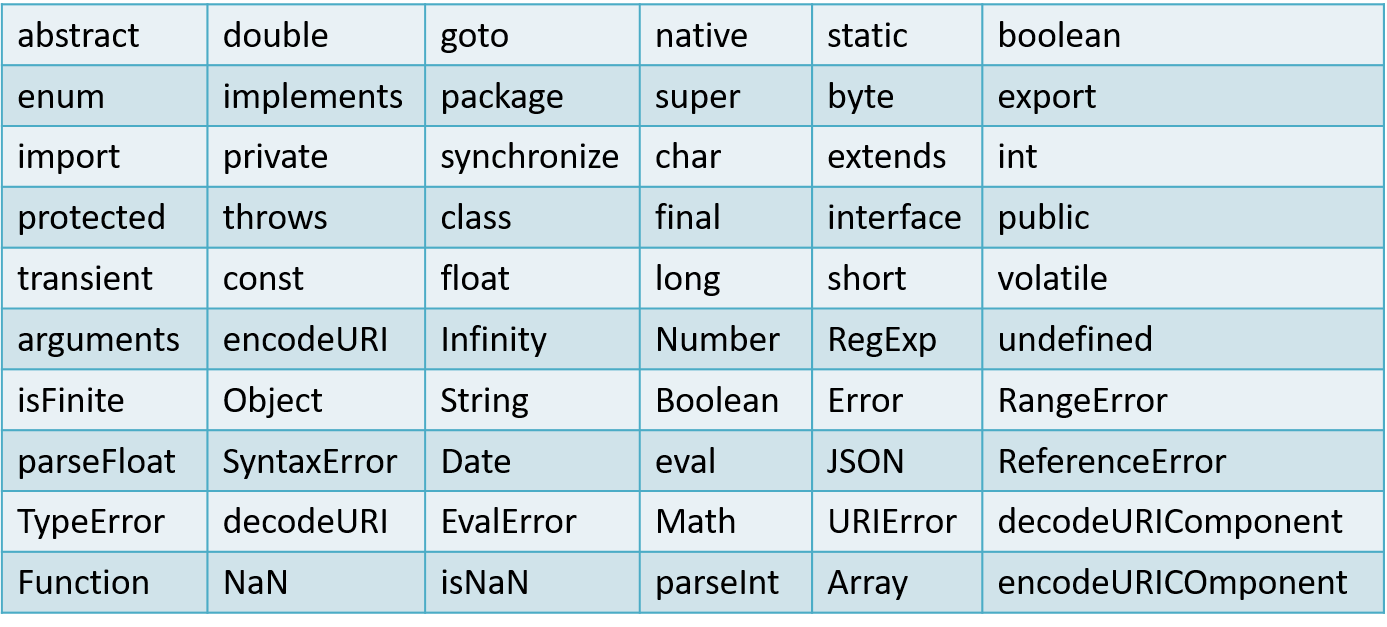 abstract double goto native static boolean
enum implements package super byte export
import private synchronize char extends int
protected throws class final interface public
transient const float long short volatile
arguments encodeURI Infinity Number RegExp undefined
isFinite Object String Boolean Error RangeError
parseFloat SyntaxError Date eval JSON ReferenceError
TypeError decodeURI EvalError Math URIError decodeURIComponent
Function NaN isNaN parseInt Array encodeURICOmponent